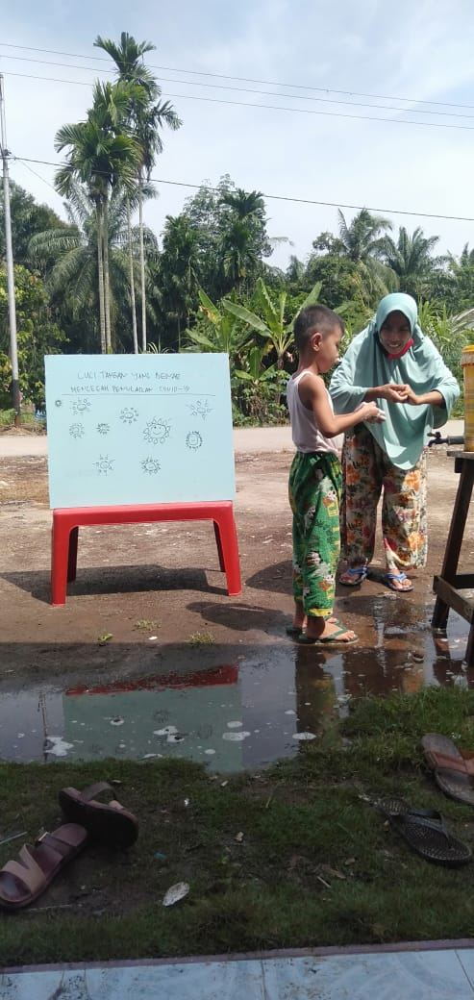 CUCI TANGAN YANG BENAR
MENCEGAH PENULARAN COVID-19